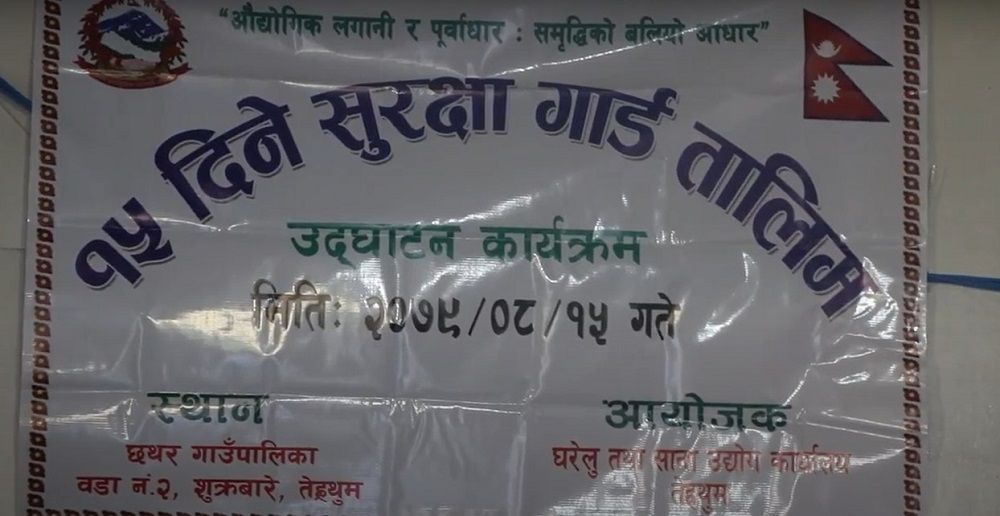 "औद्योगिक लगानी र पूर्वाधार : समृद्धिको बलियो आधार"
१५ दिने सुरक्षा गार्ड तालिम
उद्घाटन कार्यक्रम
मिति: २०७९/०८/१५ गते
स्थान
छथर गाउँपालिका
वडा नं.२, शुक्रबारे, तेह्रथुम
आयोजक
घरेलु तथा साना उद्योग कार्यालय
तेह्रथुम